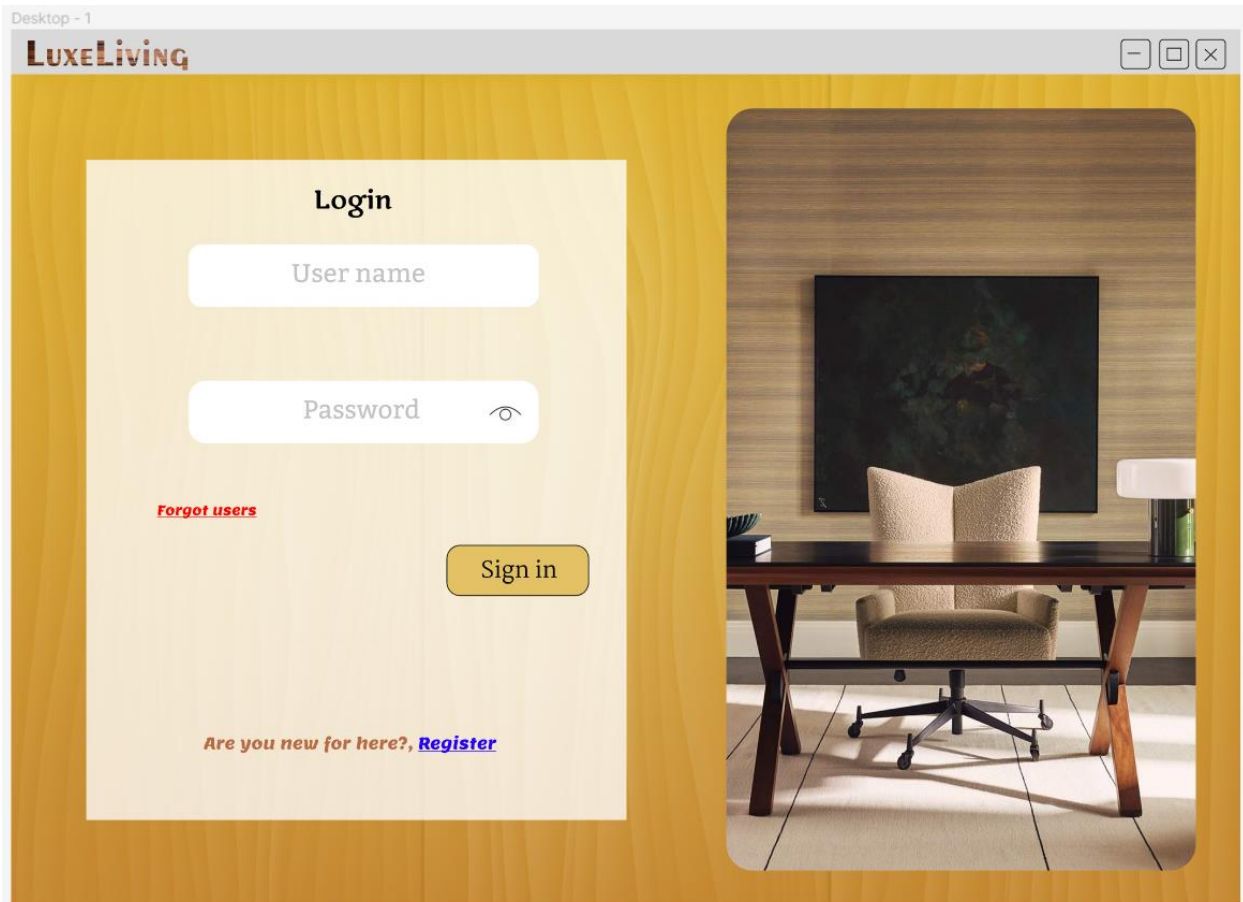 Desktop - 1
LuxeLiving
Login
User name
Password
Forgot users
Sign in
Are you new for here?, Register